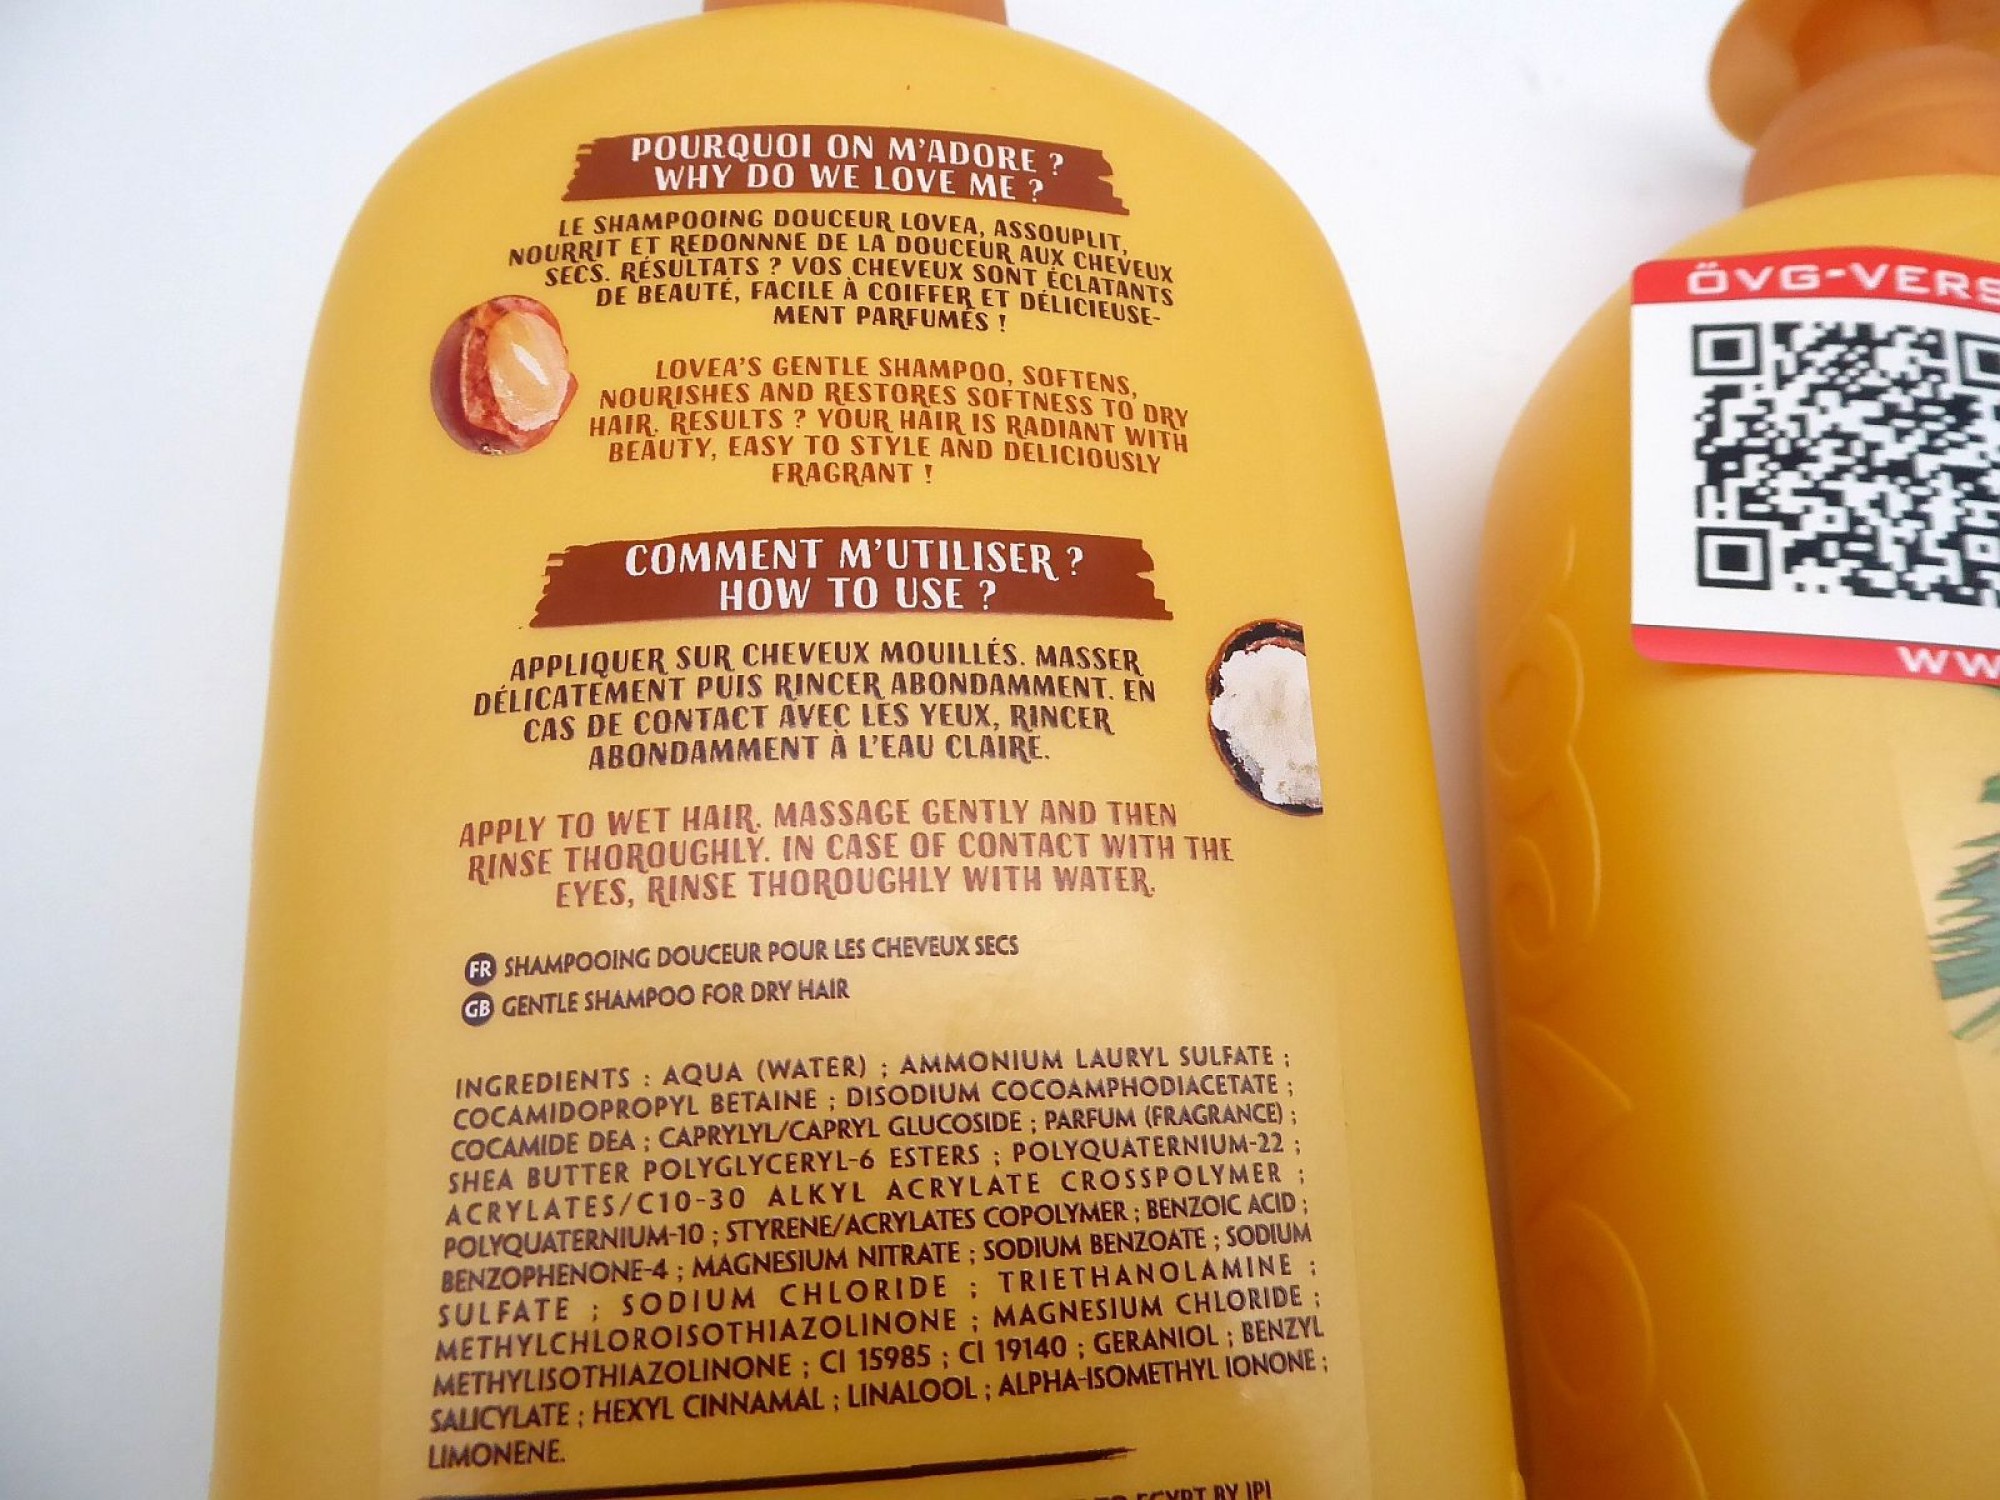 POURQUOI ON M'ADORE ?
WHY DO WE LOVE ME ?
LE SHAMPOOING DOUCEUR LOVEA, ASSOUPLIT,
NOURRIT ET REDONNNE DE LA DOUCEUR AUX CHEVEUX
SECS. RÉSULTATS ? VOS CHEVEUX SONT ÉCLATANTS
DE BEAUTÉ, FACILE À COIFFER ET DÉLICIEUSE-
MENT PARFUMÉS !
LOVEA'S GENTLE SHAMPOO, SOFTENS,
NOURISHES AND RESTORES SOFTNESS TO DRY
HAIR. RESULTS ? YOUR HAIR IS RADIANT WITH
BEAUTY, EASY TO STYLE AND DELICIOUSLY
FRAGRANT !
COMMENT M'UTILISER ?
HOW TO USE ?
APPLIQUER SUR CHEVEUX MOUILLÉS. MASSER
DÉLICATEMENT PUIS RINCER ABONDAMMENT. EN
CAS DE CONTACT AVEC LES YEUX, RINCER
ABONDAMMENT À L'EAU CLAIRE.
APPLY TO WET HAIR. MASSAGE GENTLY AND THEN
RINSE THOROUGHLY. IN CASE OF CONTACT WITH THE
EYES, RINSE THOROUGHLY WITH WATER.
FR SHAMPOOING DOUCEUR POUR LES CHEVEUX SECS
GB GENTLE SHAMPOO FOR DRY HAIR
INGREDIENTS : AQUA (WATER) ; AMMONIUM LAURYL SULFATE ;
COCAMIDOPROPYL BETAINE ; DISODIUM COCOAMPHODIACETATE ;
COCAMIDE DEA ; CAPRYLYL/CAPRYL GLUCOSIDE ; PARFUM (FRAGRANCE) ;
SHEA BUTTER POLYGLYCERYL-6 ESTERS ; POLYQUATERNIUM-22 ;
ACRYLATES/C10-30 ALKYL ACRYLATE CROSSPOLYMER ;
POLYQUATERNIUM-10 ; STYRENE/ACRYLATES COPOLYMER ; BENZOIC ACID ;
BENZOPHENONE-4 ; MAGNESIUM NITRATE ; SODIUM BENZOATE ; SODIUM
SULFATE ; SODIUM CHLORIDE ; TRIETHANOLAMINE ;
METHYLCHLOROISOTHIAZOLINONE ; MAGNESIUM CHLORIDE ;
METHYLISOTHIAZOLINONE ; CI 15985 ; CI 19140 ; GERANIOL ; BENZYL
SALICYLATE ; HEXYL CINNAMAL ; LINALOOL ; ALPHA-ISOMETHYL IONONE ;
LIMONENE.
EGYPT BY IPI
ÖVG-VERS
WW